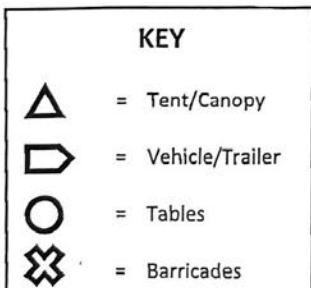 KEY
= Tent/Canopy
= Vehicle/Trailer
= Tables
= Barricades